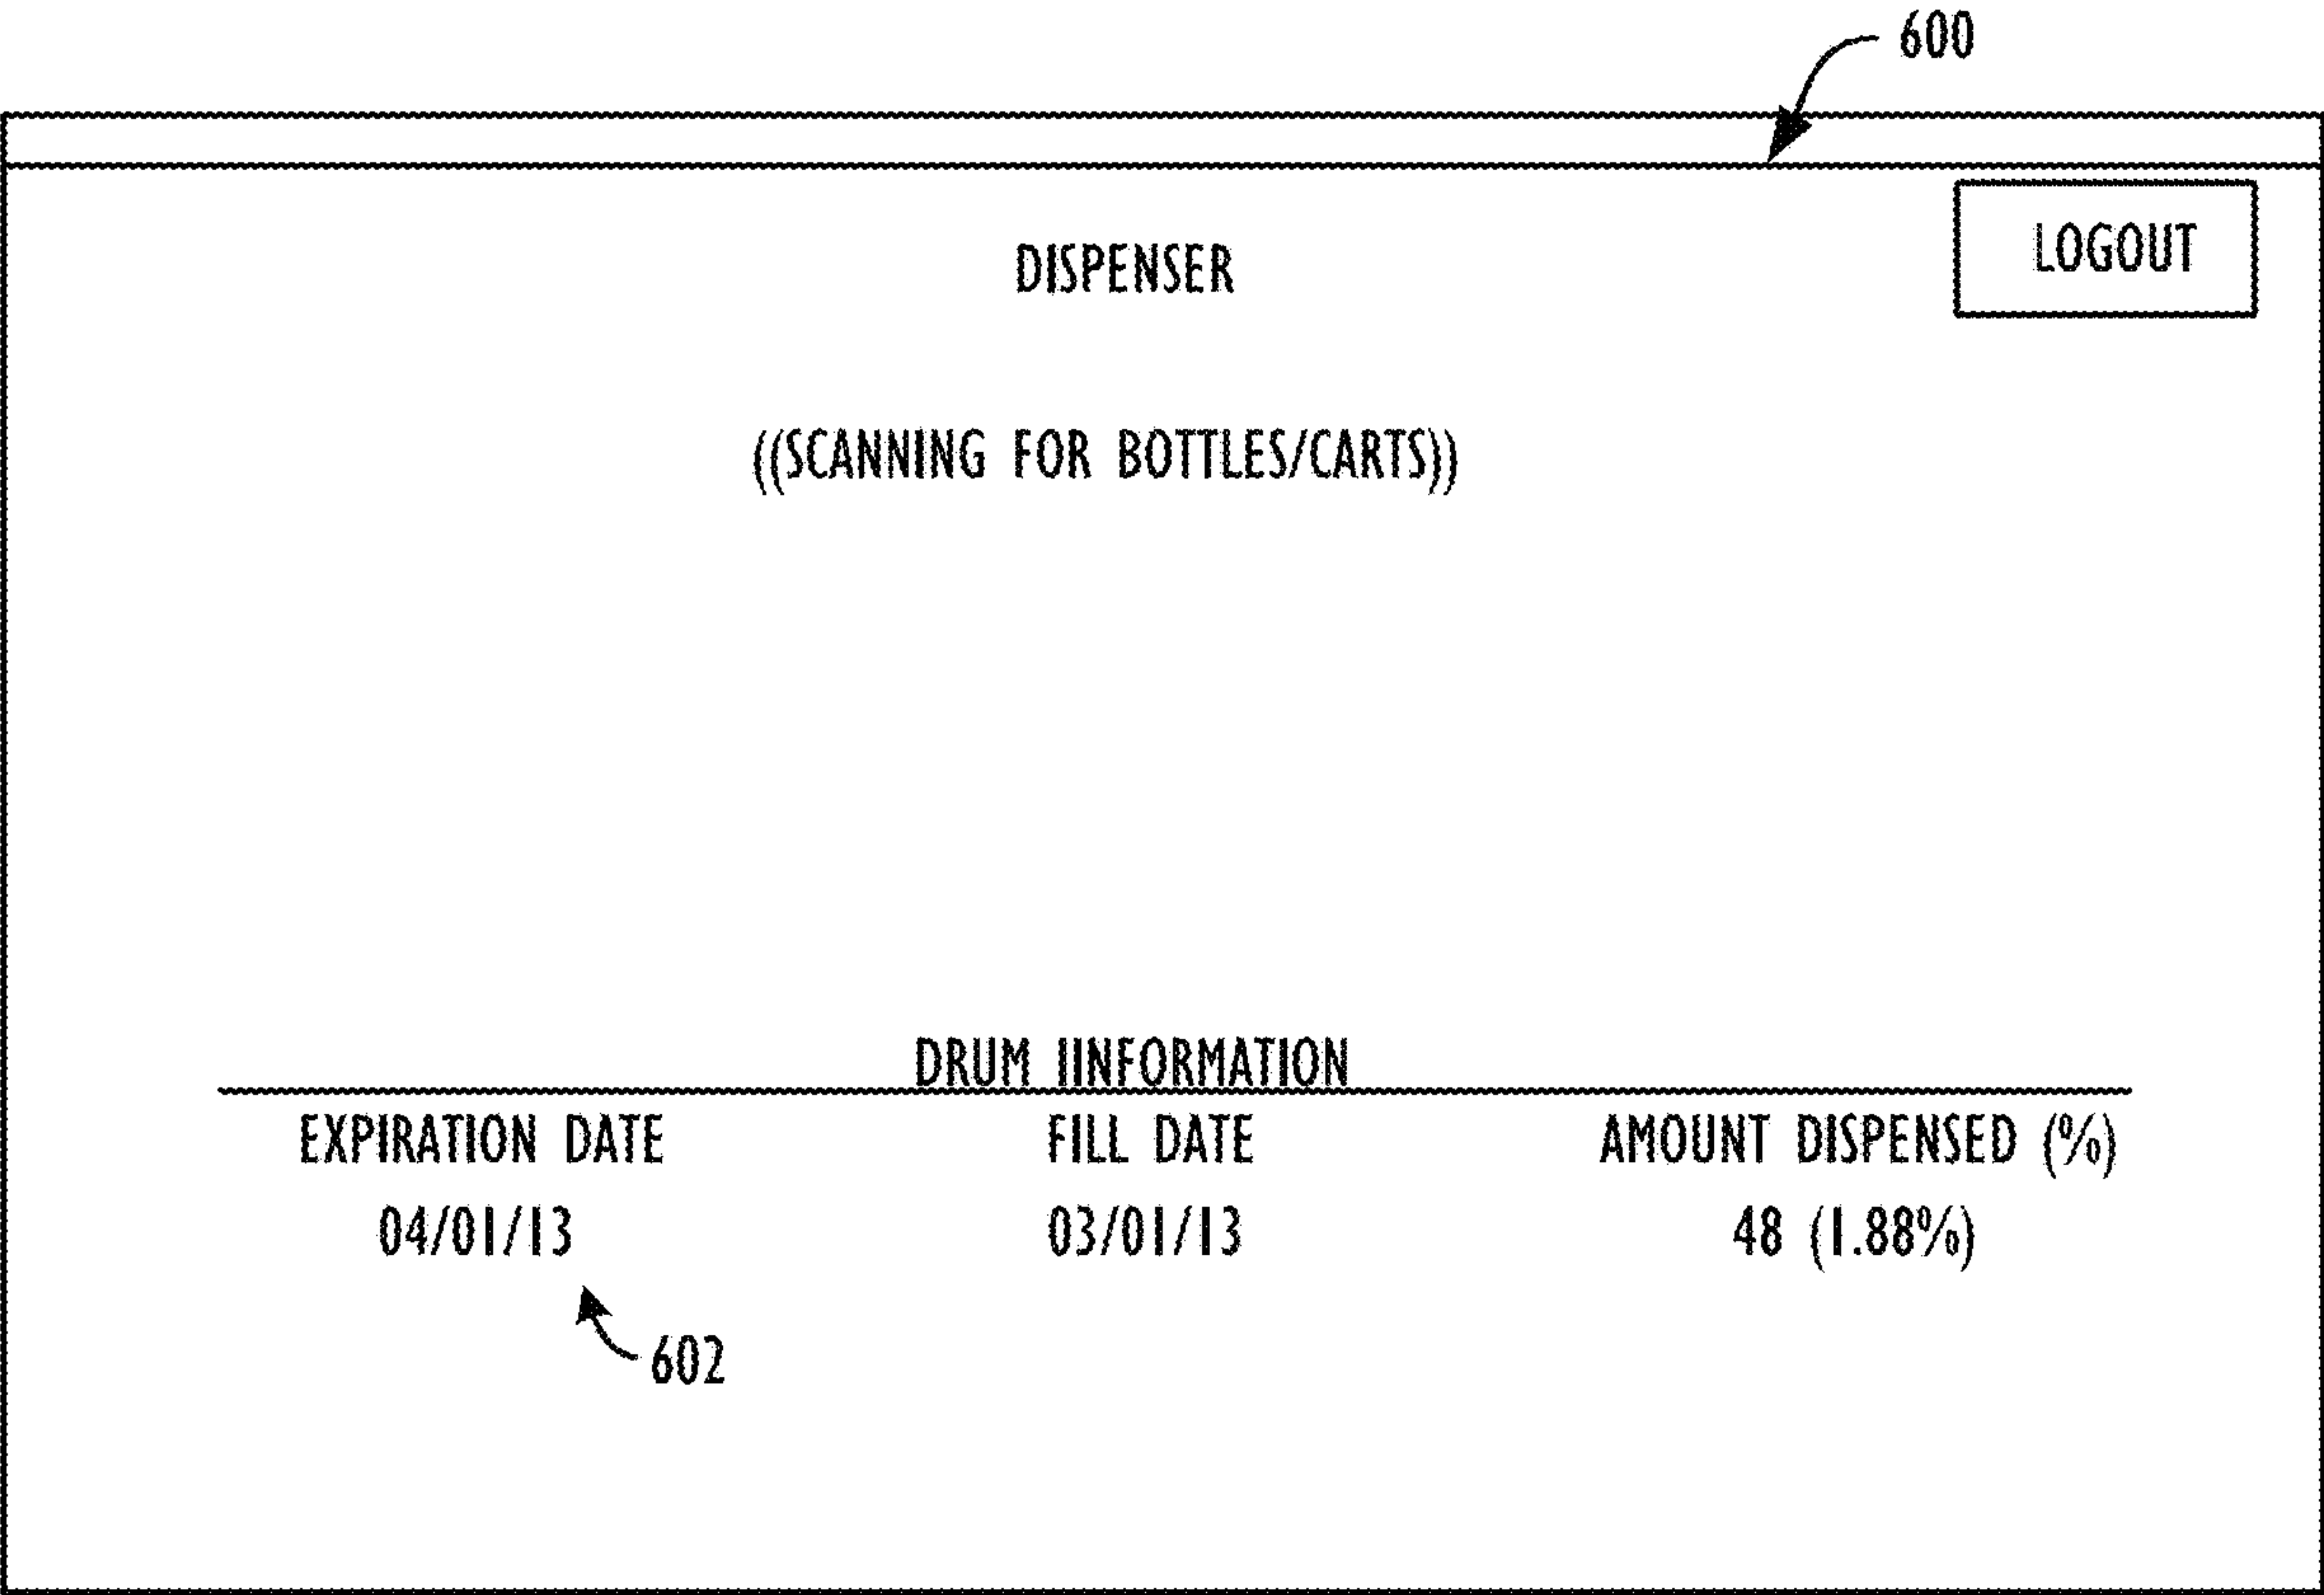 600
LOGOUT
DISPENSER
((SCANNING FOR BOTTLES/CARTS))
DRUM IINFORMATION
EXPIRATION DATE FILL DATE AMOUNT DISPENSED (%)
04/01/13 03/01/13 48 (1.88%)
602